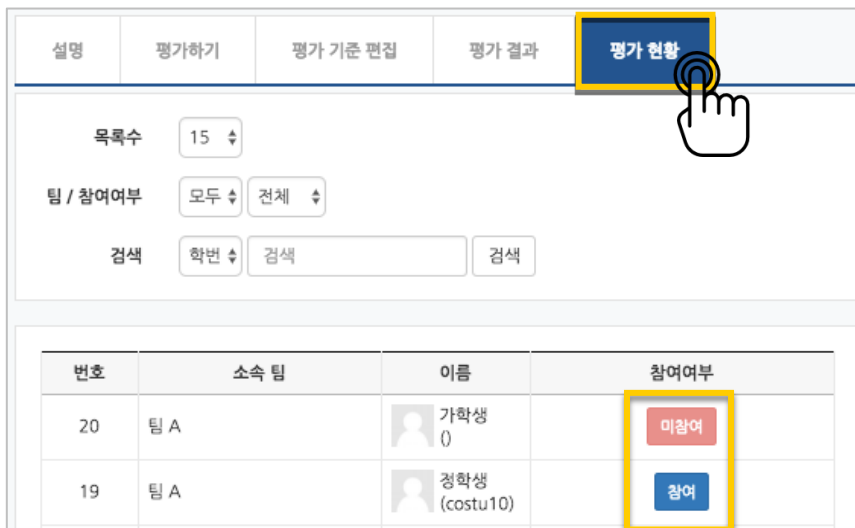 설명 평가하기 평가 기준 편집 평가 결과 평가 현황
목록수 15
팀 / 참여여부 모두 전체
검색 학번 검색 검색
번호 소속 팀 이름 참여여부
20 팀 A 가학생 미참여
()
19 팀 A 정학생 참여
(costu10)